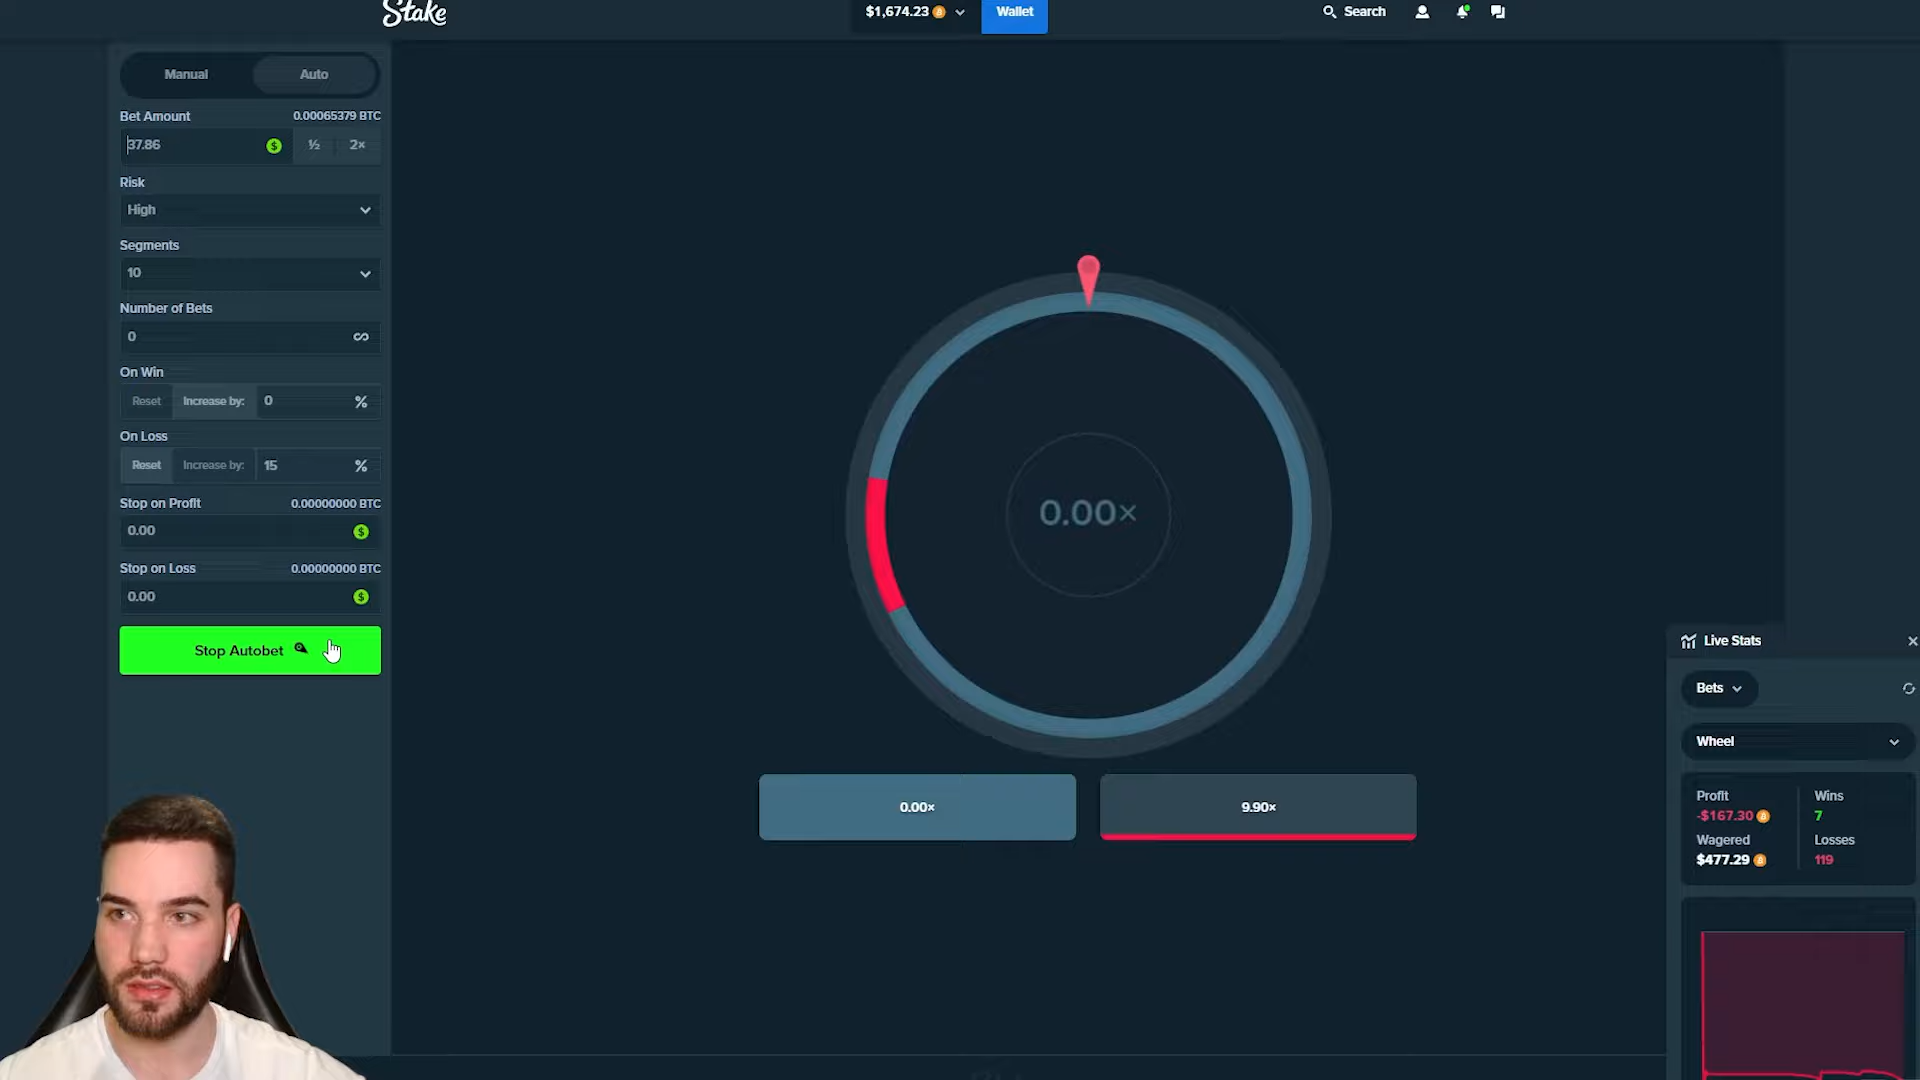 Stake
$1,674.23
Wallet
Search
Manual
Auto
Bet Amount
0.00065379 BTC
37.86
$
½
2×
Risk
High
Segments
10
Number of Bets
0
∞
On Win
Reset
Increase by:
0
%
On Loss
Reset
Increase by:
15
%
Stop on Profit
0.00000000 BTC
0.00
$
Stop on Loss
0.00000000 BTC
0.00
$
Stop Autobet
0.00×
0.00×
9.90×
Live Stats
×
Bets
Wheel
Profit
Wins
-$167.30
7
Wagered
Losses
$477.29
119